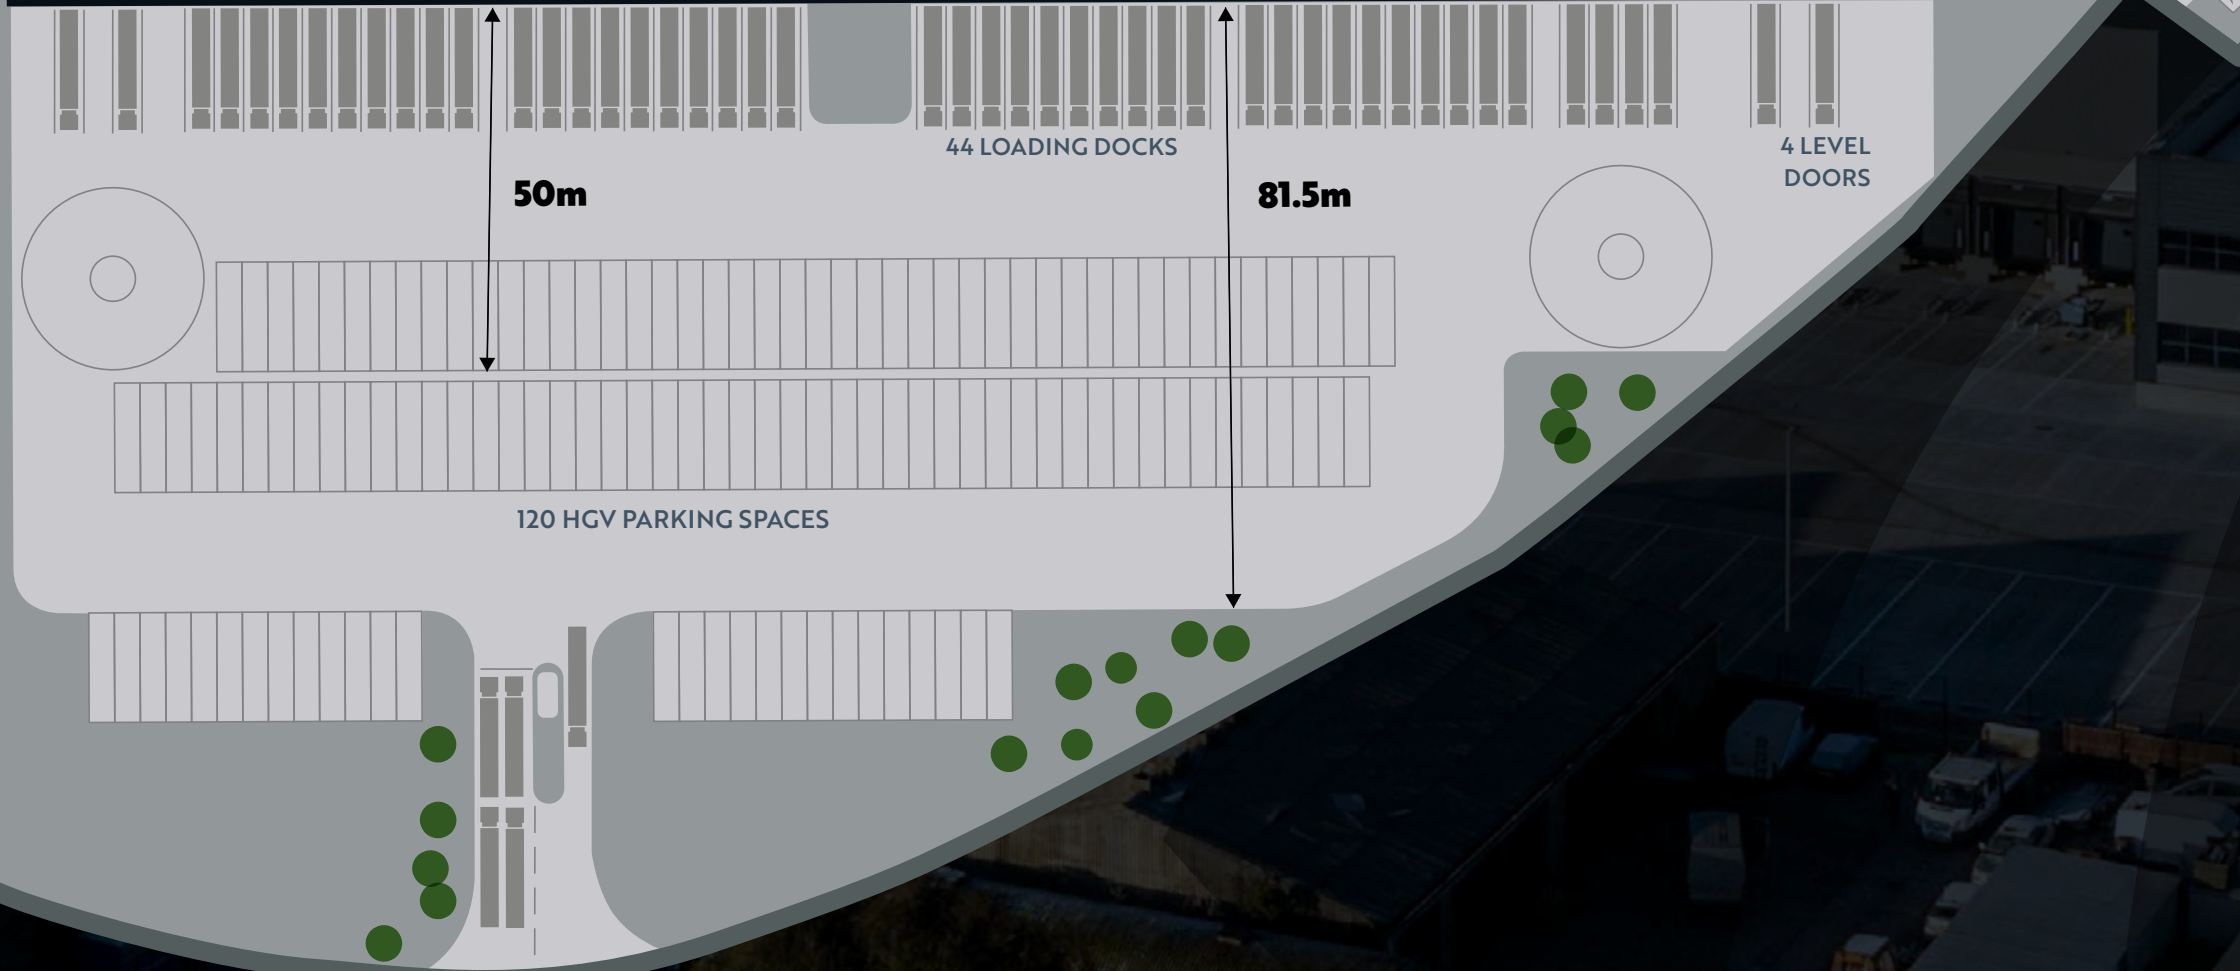 44 LOADING DOCKS
4 LEVEL
DOORS
50m
81.5m
120 HGV PARKING SPACES